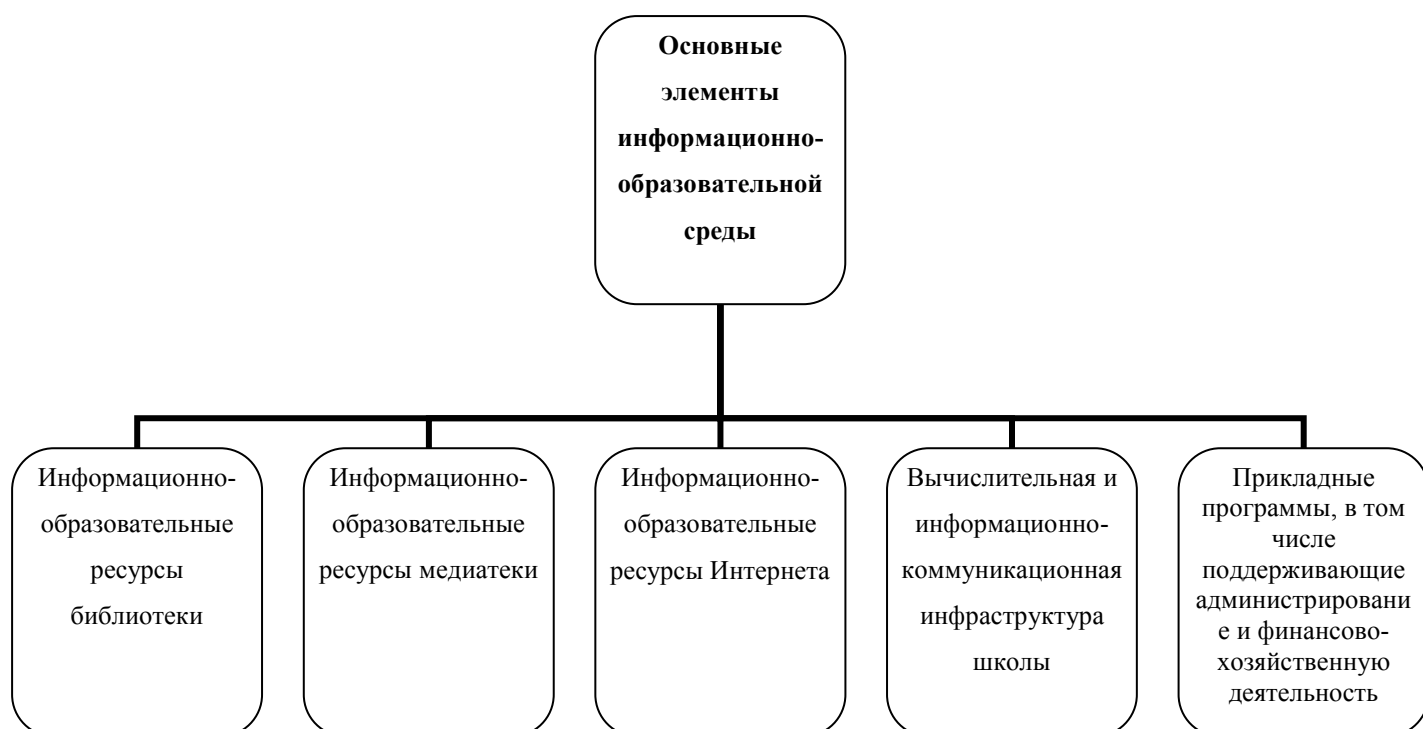 Основные
элементы
информационно-
образовательной
среды
Информационно-
образовательные
ресурсы
библиотеки
Информационно-
образовательные
ресурсы медиатеки
Информационно-
образовательные
ресурсы Интернета
Вычислительная и
информационно-
коммуникационная
инфраструктура
школы
Прикладные
программы, в том
числе
поддерживающие
администрировани
е и финансово-
хозяйственную
деятельность